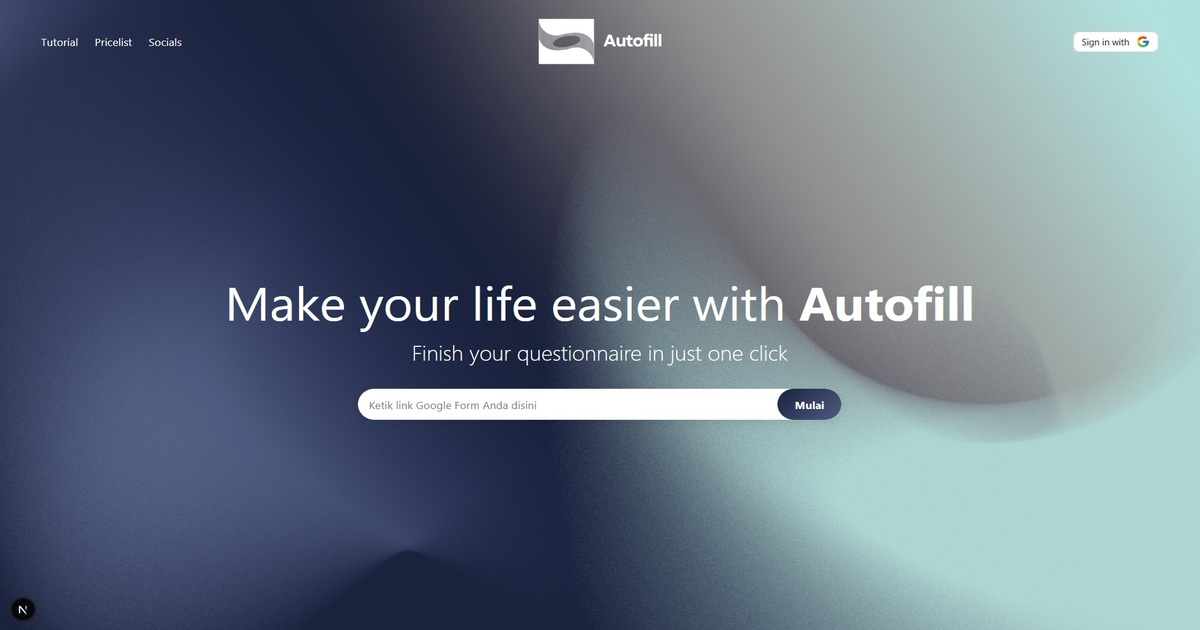 Tutorial Pricelist Socials
Autofill
Sign in with
Make your life easier with Autofill
Finish your questionnaire in just one click
Ketik link Google Form Anda disini
Mulai
N